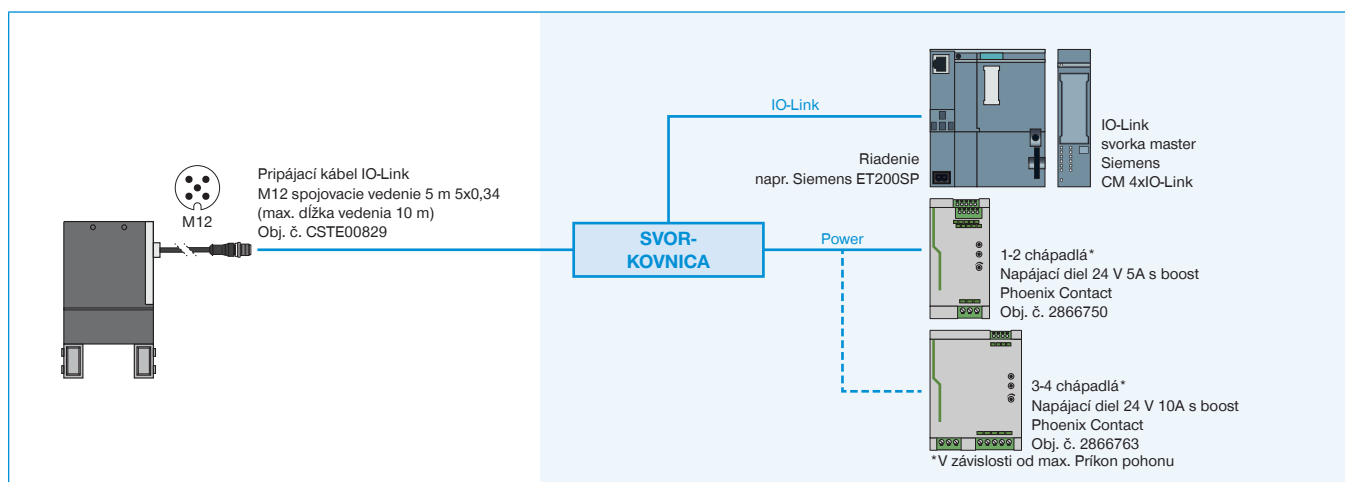 M12
Pripájací kábel IO-Link
M12 spojovacie vedenie 5 m 5x0,34
(max. dĺžka vedenia 10 m)
Obj. č. CSTE00829
SVOR-
KOVNICA
IO-Link
Power
Riadenie
napr. Siemens ET200SP
IO-Link
svorka master
Siemens
CM 4xIO-Link
1-2 chápadlá*
Napájací diel 24 V 5A s boost
Phoenix Contact
Obj. č. 2866750
3-4 chápadlá*
Napájací diel 24 V 10A s boost
Phoenix Contact
Obj. č. 2866763
*V závislosti od max. Príkon pohonu